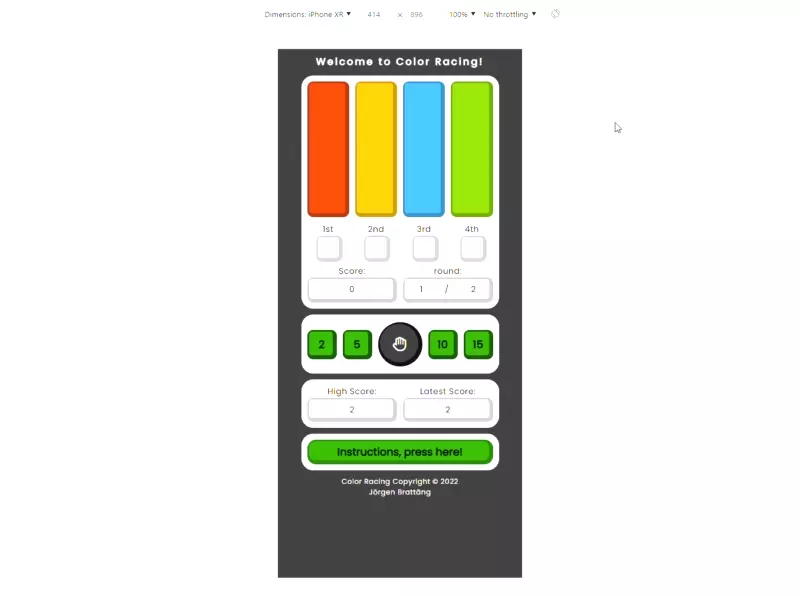 Dimensions: iPhone XR ▼ 414 × 896 100% ▼ No throttling ▼
Welcome to Color Racing!
1st 2nd 3rd 4th
Score: round:
0 1 / 2
2 5 10 15
High Score: Latest Score:
2 2
Instructions, press here!
Color Racing Copyright © 2022
Jörgen Brattäng